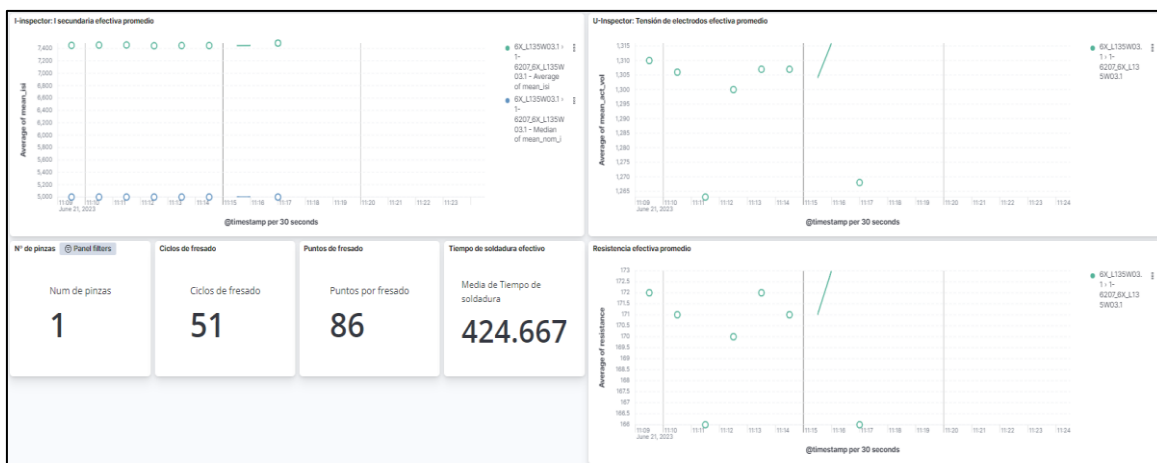 I-inspector: I secundaria efectiva promedio
7,400
7,200
7,000
6,800
6,600
6,400
6,200
6,000
5,800
5,600
5,400
5,200
5,000
Average of mean_isi
11:09 11:10 11:11 11:12 11:13 11:14 11:15 11:16 11:17 11:18 11:19 11:20 11:21 11:22 11:23
June 21, 2023
@timestamp per 30 seconds
6X_L135W03.1 ›
1-
6207_6X_L135W
03.1 - Average
of mean_isi
6X_L135W03.1 ›
1-
6207_6X_L135W
03.1 - Median
of mean_nom_i
U-Inspector: Tensión de electrodos efectiva promedio
1,315
1,310
1,305
1,300
1,295
1,290
1,285
1,280
1,275
1,270
1,265
Average of mean_act_vol
11:09 11:10 11:11 11:12 11:13 11:14 11:15 11:16 11:17 11:18 11:19 11:20 11:21 11:22 11:23 11:24
June 21, 2023
@timestamp per 30 seconds
6X_L135W03.
1 › 1-
6207_6X_L13
5W03.1
Nº de pinzas Panel filters
Num de pinzas
1
Ciclos de fresado
Ciclos de fresado
51
Puntos de fresado
Puntos por fresado
86
Tiempo de soldadura efectivo
Media de Tiempo de
soldadura
424.667
Resistencia efectiva promedio
173
172.5
172
171.5
171
170.5
170
169.5
169
168.5
168
167.5
167
166.5
166
Average of resistance
11:09 11:10 11:11 11:12 11:13 11:14 11:15 11:16 11:17 11:18 11:19 11:20 11:21 11:22 11:23 11:24
June 21, 2023
@timestamp per 30 seconds
6X_L135W03.
1 › 1-
6207_6X_L13
5W03.1